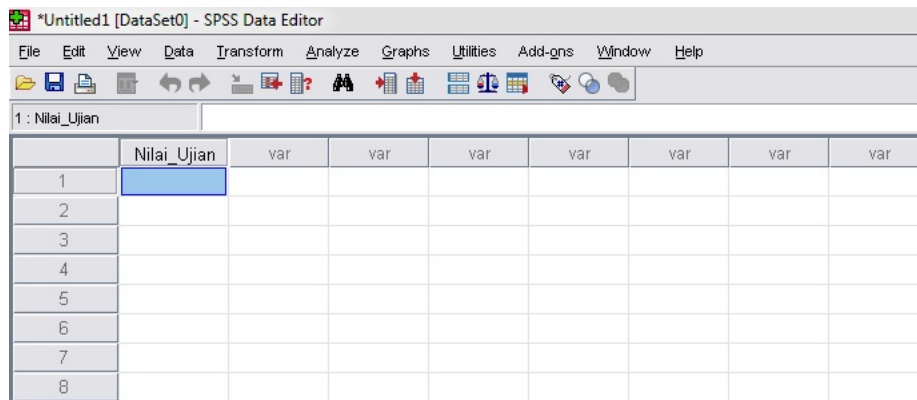 *Untitled1 [DataSet0] - SPSS Data Editor
File Edit View Data Transform Analyze Graphs Utilities Add-ons Window Help
1 : Nilai_Ujian
Nilai_Ujian var var var var var var var
1
2
3
4
5
6
7
8